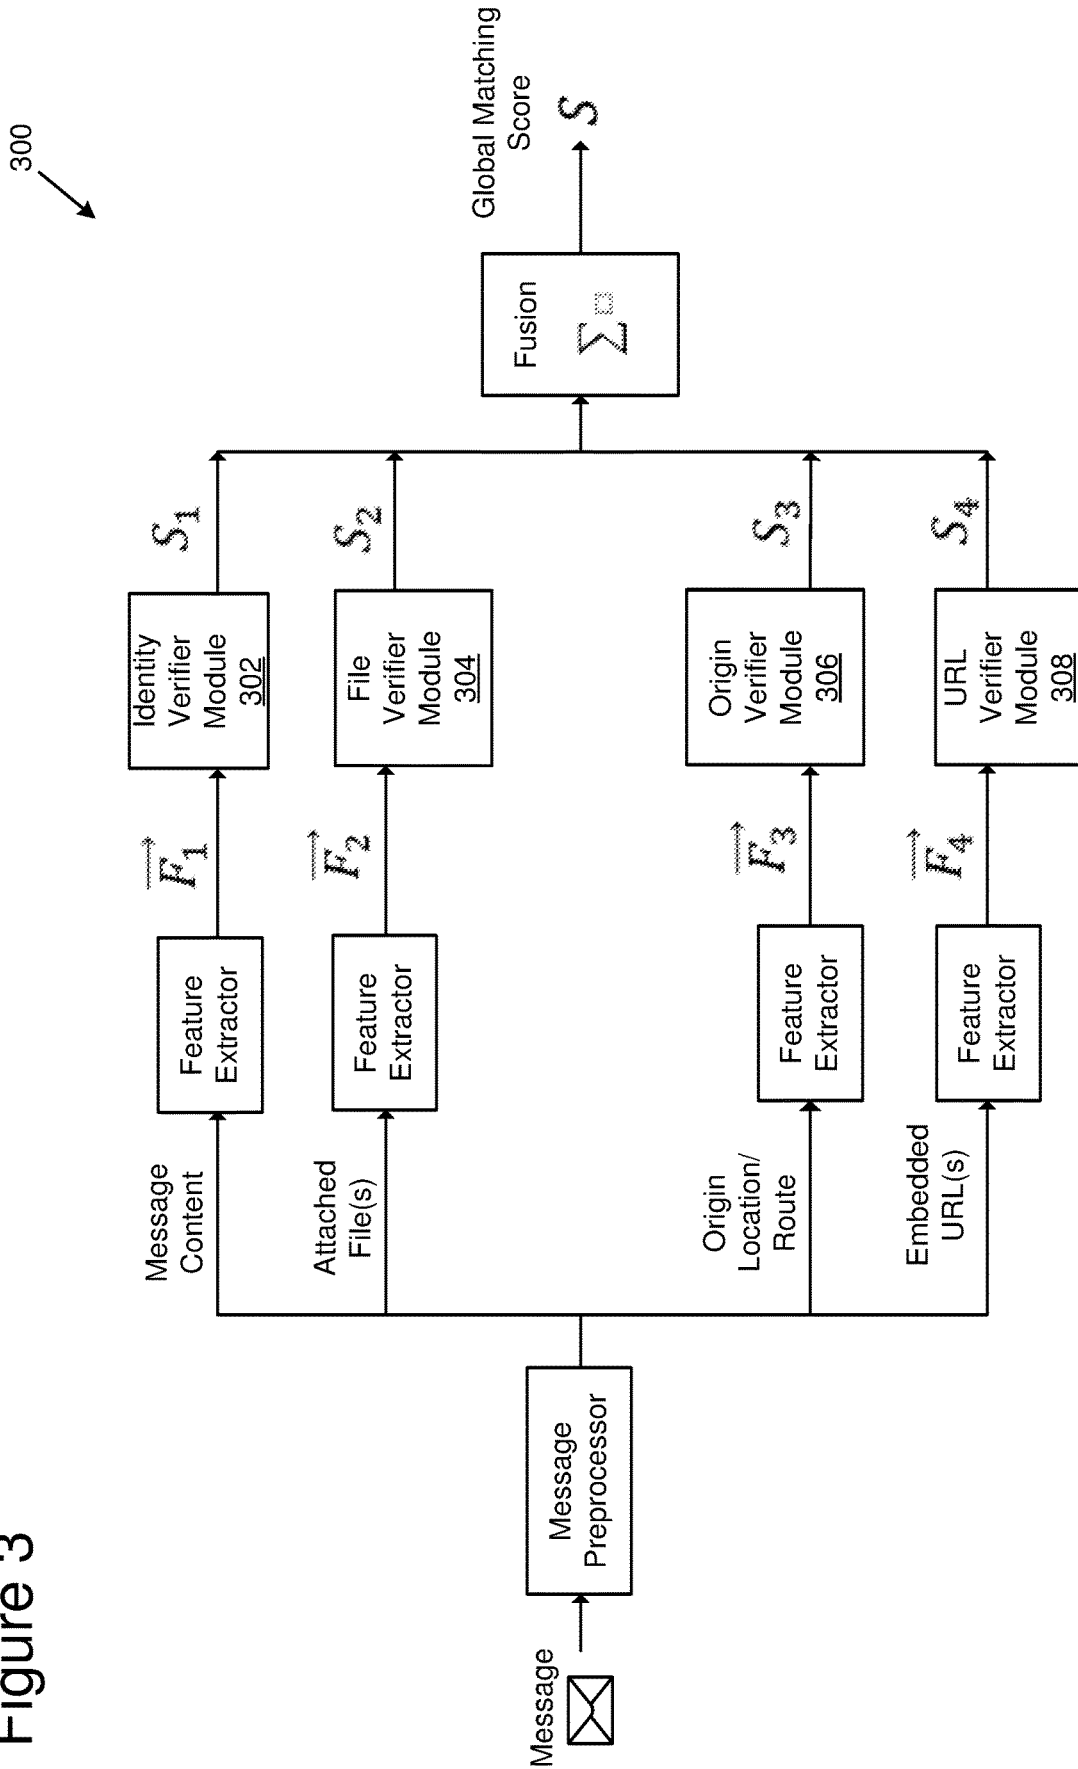 Figure 3
300
Message
Message
Preprocessor
Message
Content
Attached
File(s)
Origin
Location/
Route
Embedded
URL(s)
Feature
Extractor
Feature
Extractor
Feature
Extractor
Feature
Extractor
F₁
F₂
F₃
F₄
Identity
Verifier
Module
302
File
Verifier
Module
304
Origin
Verifier
Module
306
URL
Verifier
Module
308
S₁
S₂
S₃
S₄
Fusion
Σ
Global Matching
Score
S